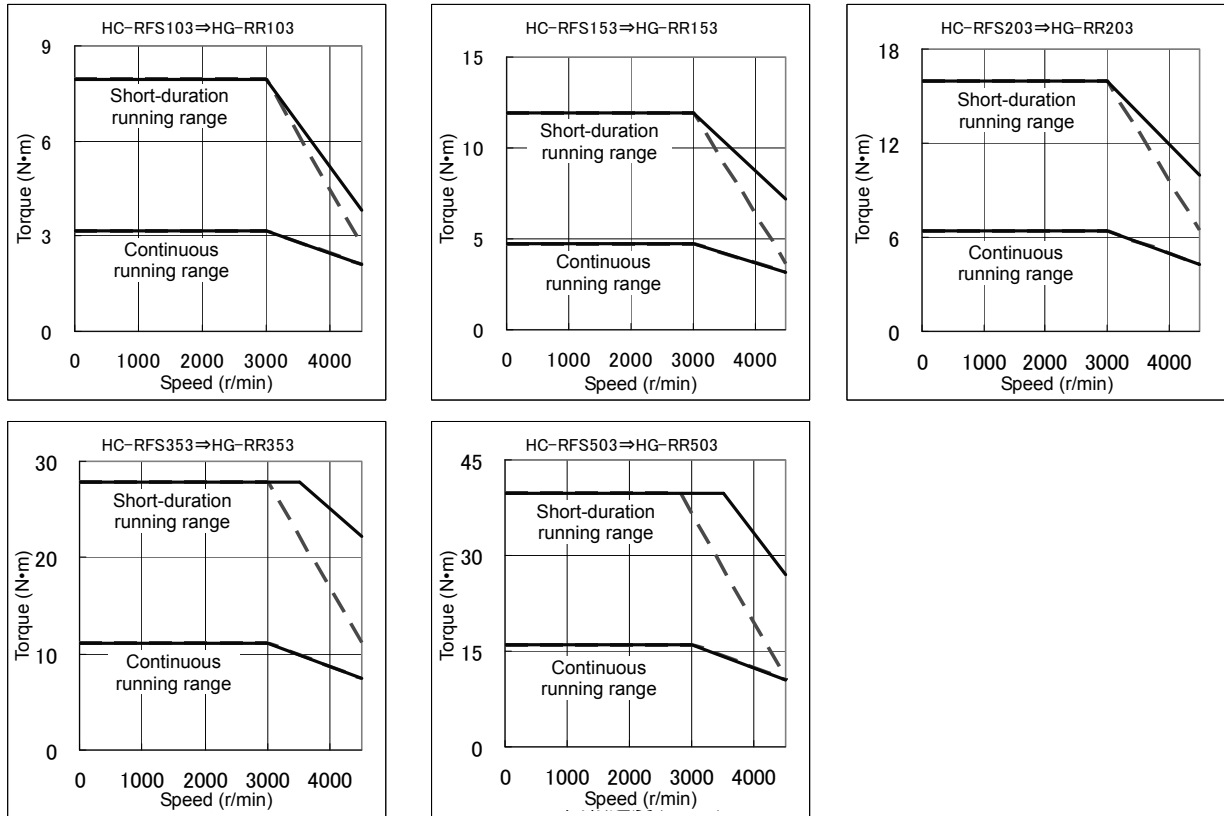 HC-RFS103⇒HG-RR103
9
6
3
0
Torque (N•m)
Short-duration
running range
Continuous
running range
0 1000 2000 3000 4000
Speed (r/min)
HC-RFS153⇒HG-RR153
15
10
5
0
Torque (N•m)
Short-duration
running range
Continuous
running range
0 1000 2000 3000 4000
Speed (r/min)
HC-RFS203⇒HG-RR203
18
12
6
0
Torque (N•m)
Short-duration
running range
Continuous
running range
0 1000 2000 3000 4000
Speed (r/min)
HC-RFS353⇒HG-RR353
30
20
10
0
Torque (N•m)
Short-duration
running range
Continuous
running range
0 1000 2000 3000 4000
Speed (r/min)
HC-RFS503⇒HG-RR503
45
30
15
0
Torque (N•m)
Short-duration
running range
Continuous
running range
0 1000 2000 3000 4000
Speed (r/min)